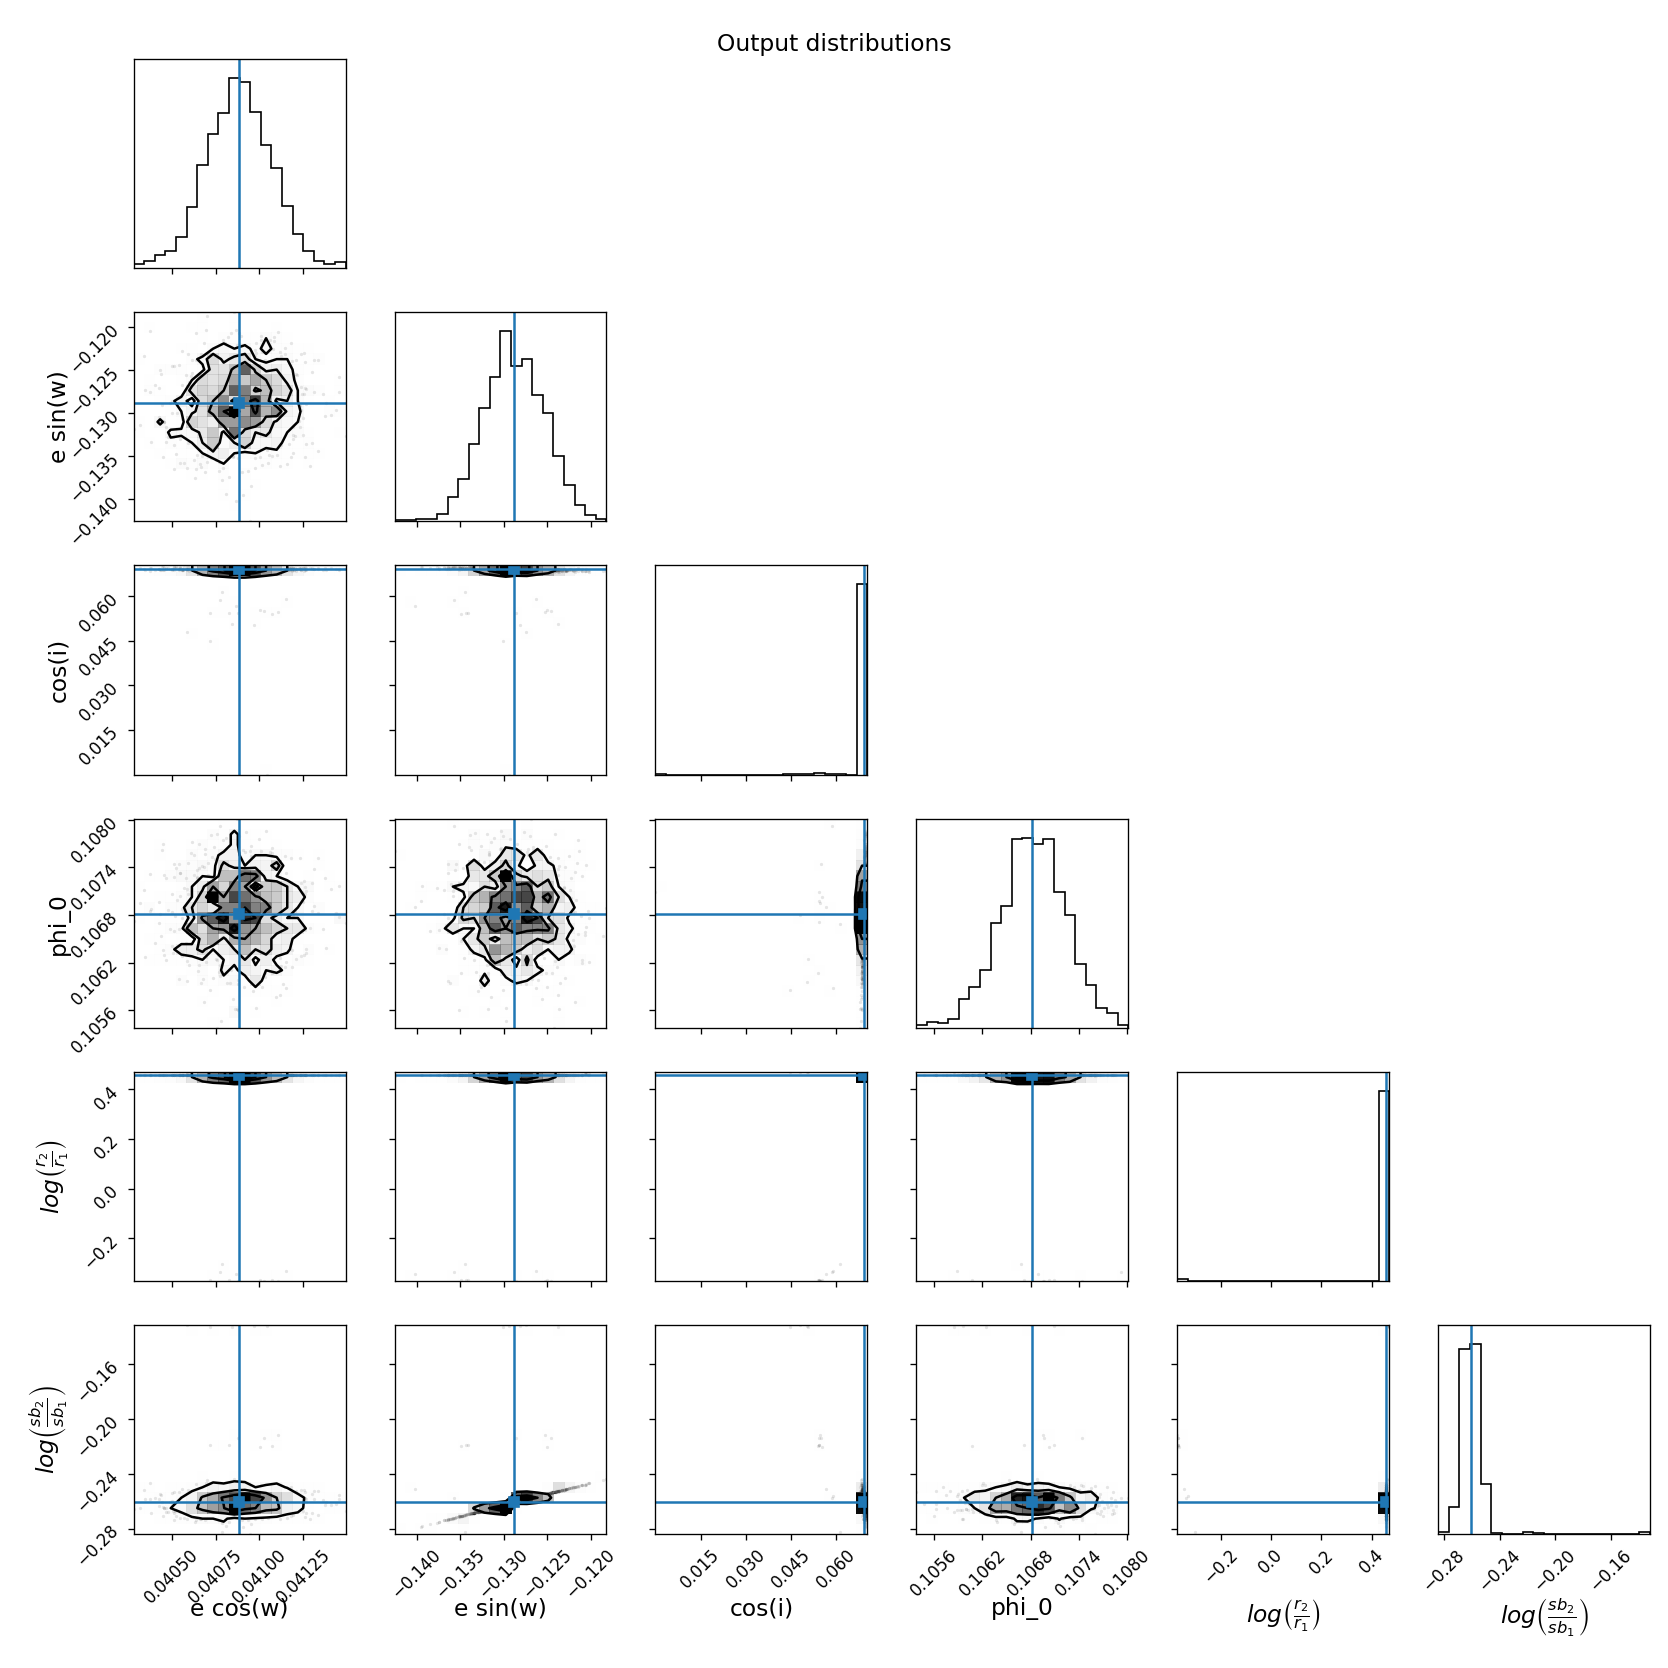 Output distributions
e sin(w)
−0.120
−0.125
−0.130
−0.135
−0.140
cos(i)
0.060
0.045
0.030
0.015
phi_0
0.1080
0.1074
0.1068
0.1062
0.1056
log(r2/r1)
0.4
0.2
0.0
−0.2
log(sb2/sb1)
−0.16
−0.20
−0.24
−0.28
0.04050 0.04075 0.04100 0.04125 −0.140 −0.135 −0.130 −0.125 −0.120 0.015 0.030 0.045 0.060 0.1056 0.1062 0.1068 0.1074 0.1080 −0.2 0.0 0.2 0.4 −0.28 −0.24 −0.20 −0.16
e cos(w) e sin(w) cos(i) phi_0 log(r2/r1) log(sb2/sb1)